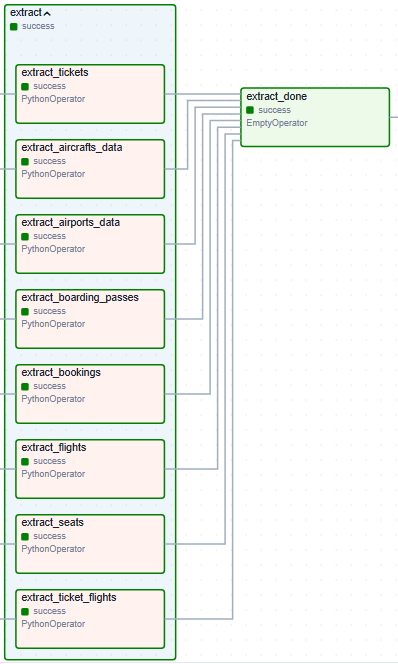 extract
success
extract_tickets
success
PythonOperator
extract_aircrafts_data
success
PythonOperator
extract_airports_data
success
PythonOperator
extract_boarding_passes
success
PythonOperator
extract_bookings
success
PythonOperator
extract_flights
success
PythonOperator
extract_seats
success
PythonOperator
extract_ticket_flights
success
PythonOperator
extract_done
success
EmptyOperator